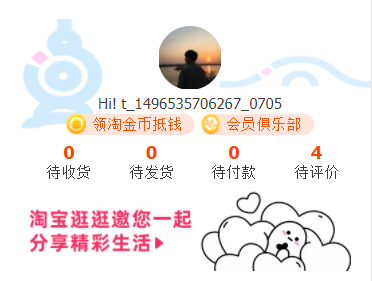 Hi! t_1496535706267_0705
领淘金币抵钱 会员俱乐部
0 0 0 4
待收货 待发货 待付款 待评价
淘宝逛逛邀您一起
分享精彩生活